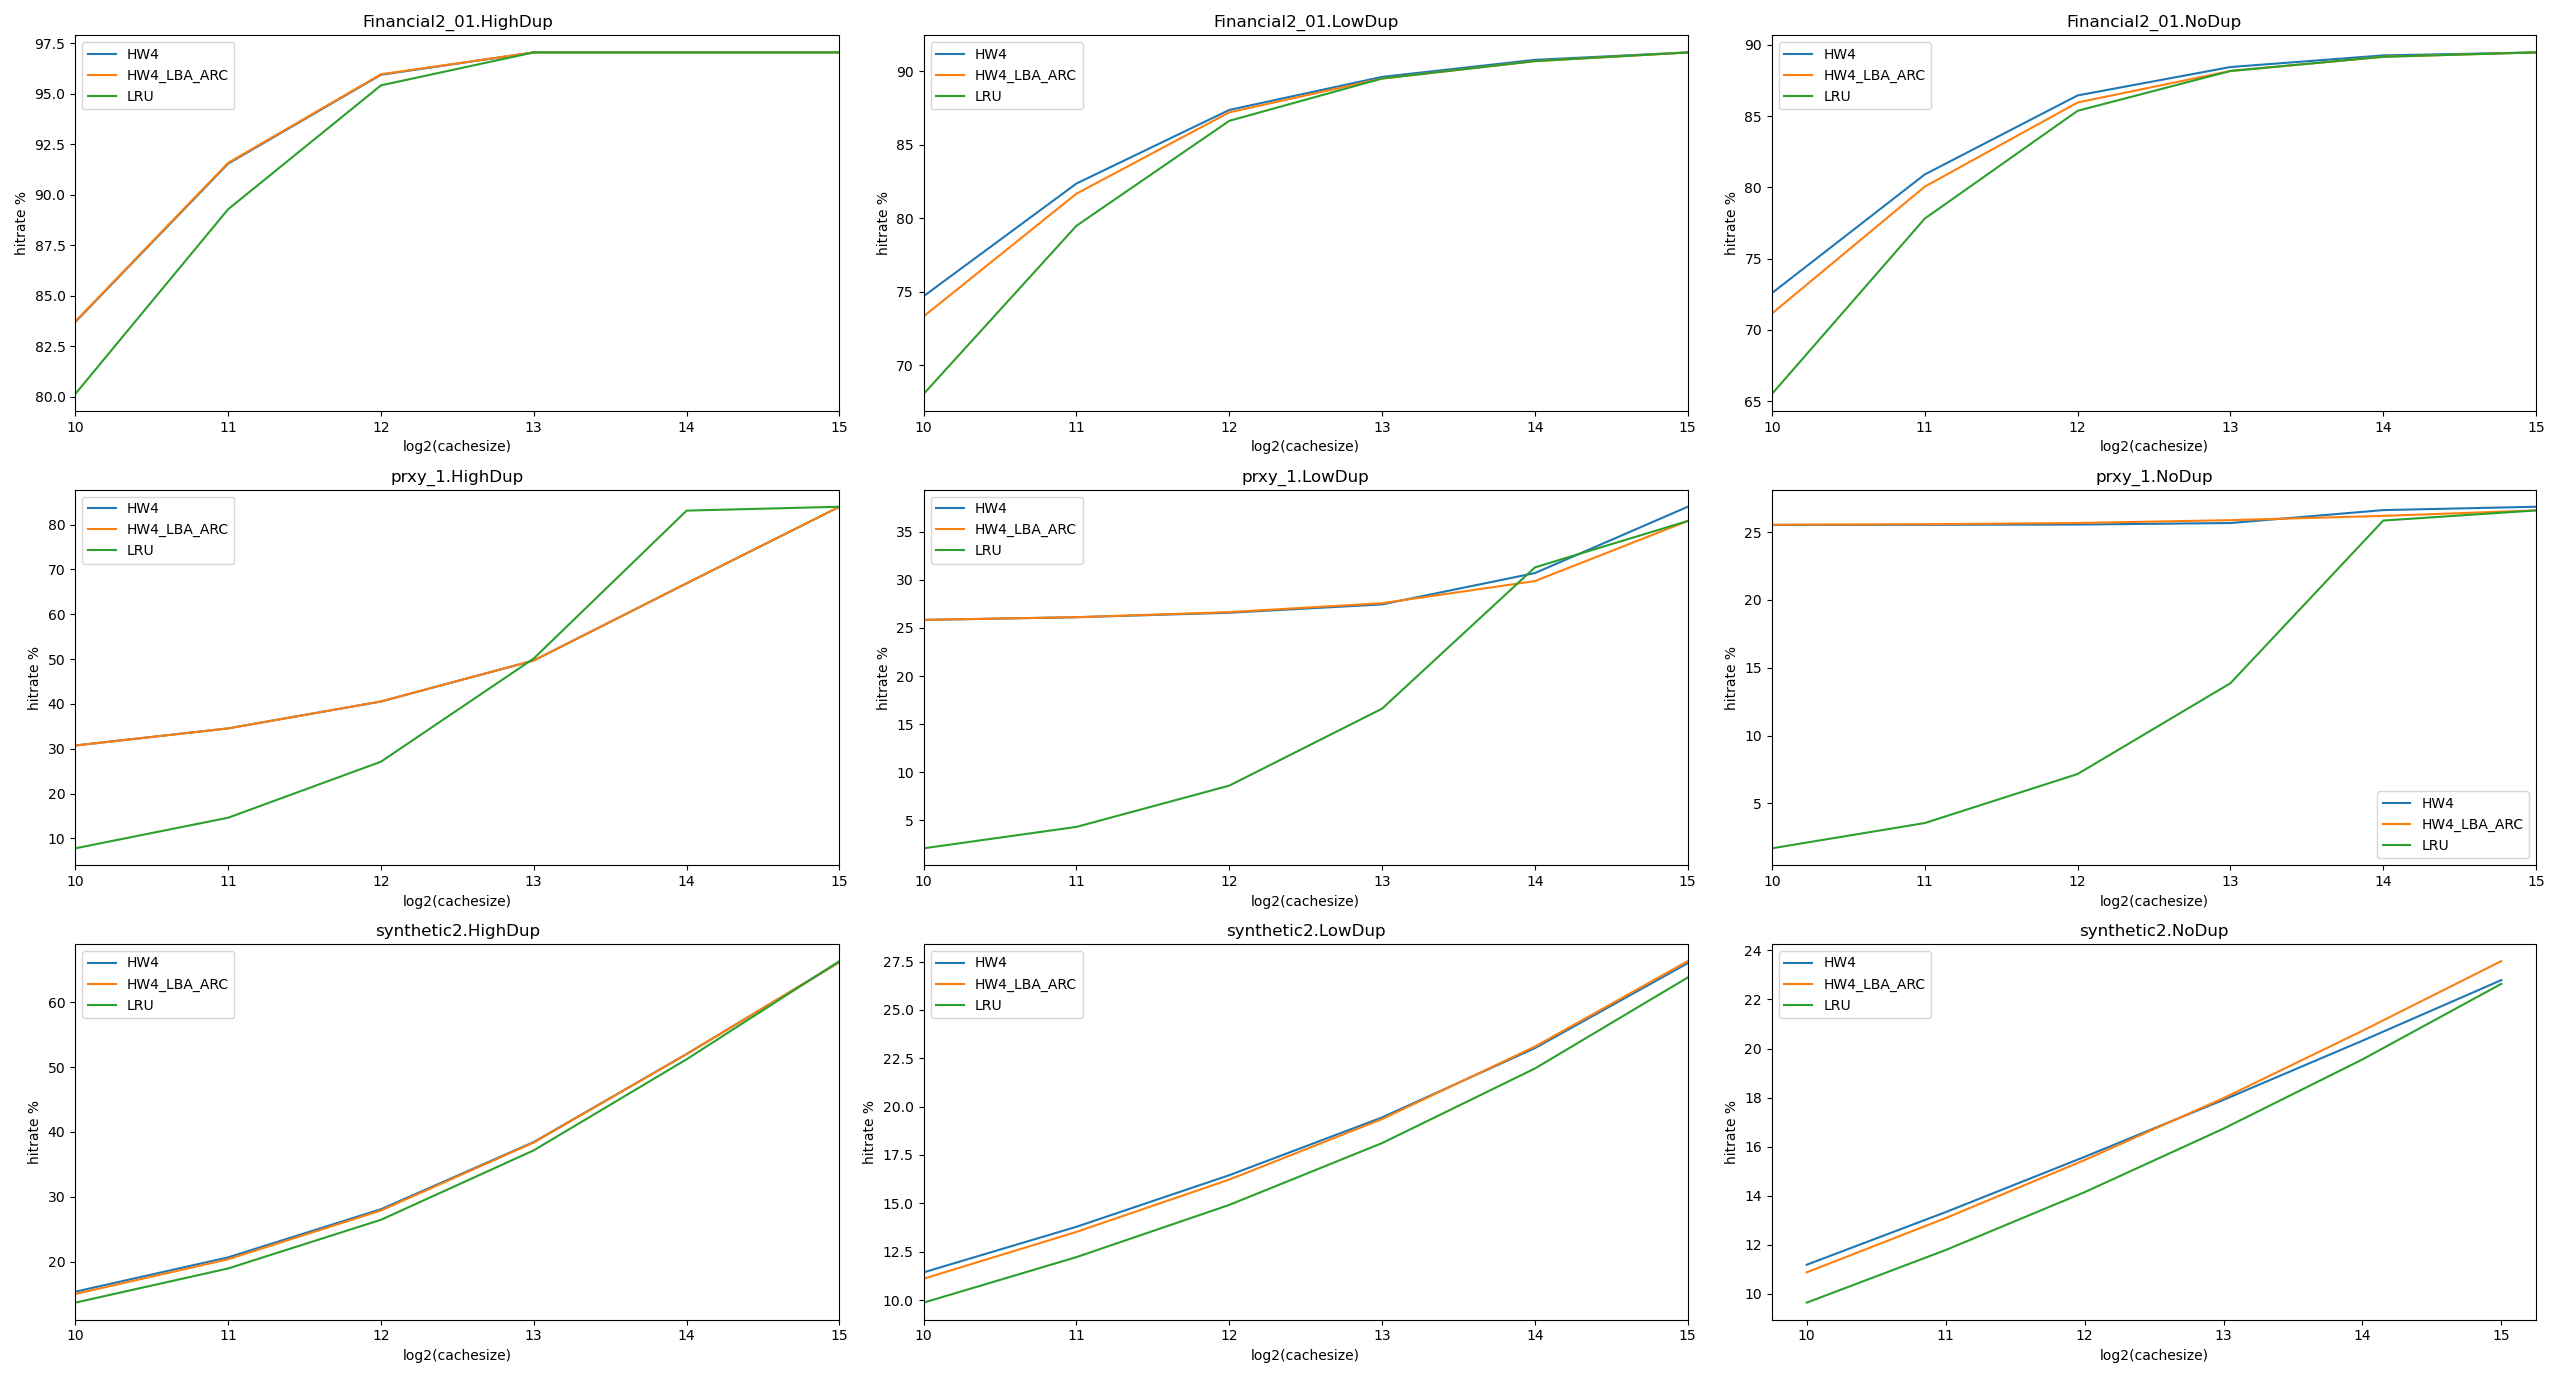 Financial2_01.HighDup
97.5
95.0
92.5
90.0
87.5
85.0
82.5
80.0
hitrate %
HW4
HW4_LBA_ARC
LRU
10 11 12 13 14 15
log2(cachesize)
Financial2_01.LowDup
90
85
80
75
70
hitrate %
HW4
HW4_LBA_ARC
LRU
10 11 12 13 14 15
log2(cachesize)
Financial2_01.NoDup
90
85
80
75
70
65
hitrate %
HW4
HW4_LBA_ARC
LRU
10 11 12 13 14 15
log2(cachesize)
prxy_1.HighDup
80
70
60
50
40
30
20
10
hitrate %
HW4
HW4_LBA_ARC
LRU
10 11 12 13 14 15
log2(cachesize)
prxy_1.LowDup
35
30
25
20
15
10
5
hitrate %
HW4
HW4_LBA_ARC
LRU
10 11 12 13 14 15
log2(cachesize)
prxy_1.NoDup
25
20
15
10
5
hitrate %
HW4
HW4_LBA_ARC
LRU
10 11 12 13 14 15
log2(cachesize)
synthetic2.HighDup
60
50
40
30
20
hitrate %
HW4
HW4_LBA_ARC
LRU
10 11 12 13 14 15
log2(cachesize)
synthetic2.LowDup
27.5
25.0
22.5
20.0
17.5
15.0
12.5
10.0
hitrate %
HW4
HW4_LBA_ARC
LRU
10 11 12 13 14 15
log2(cachesize)
synthetic2.NoDup
24
22
20
18
16
14
12
10
hitrate %
HW4
HW4_LBA_ARC
LRU
10 11 12 13 14 15
log2(cachesize)